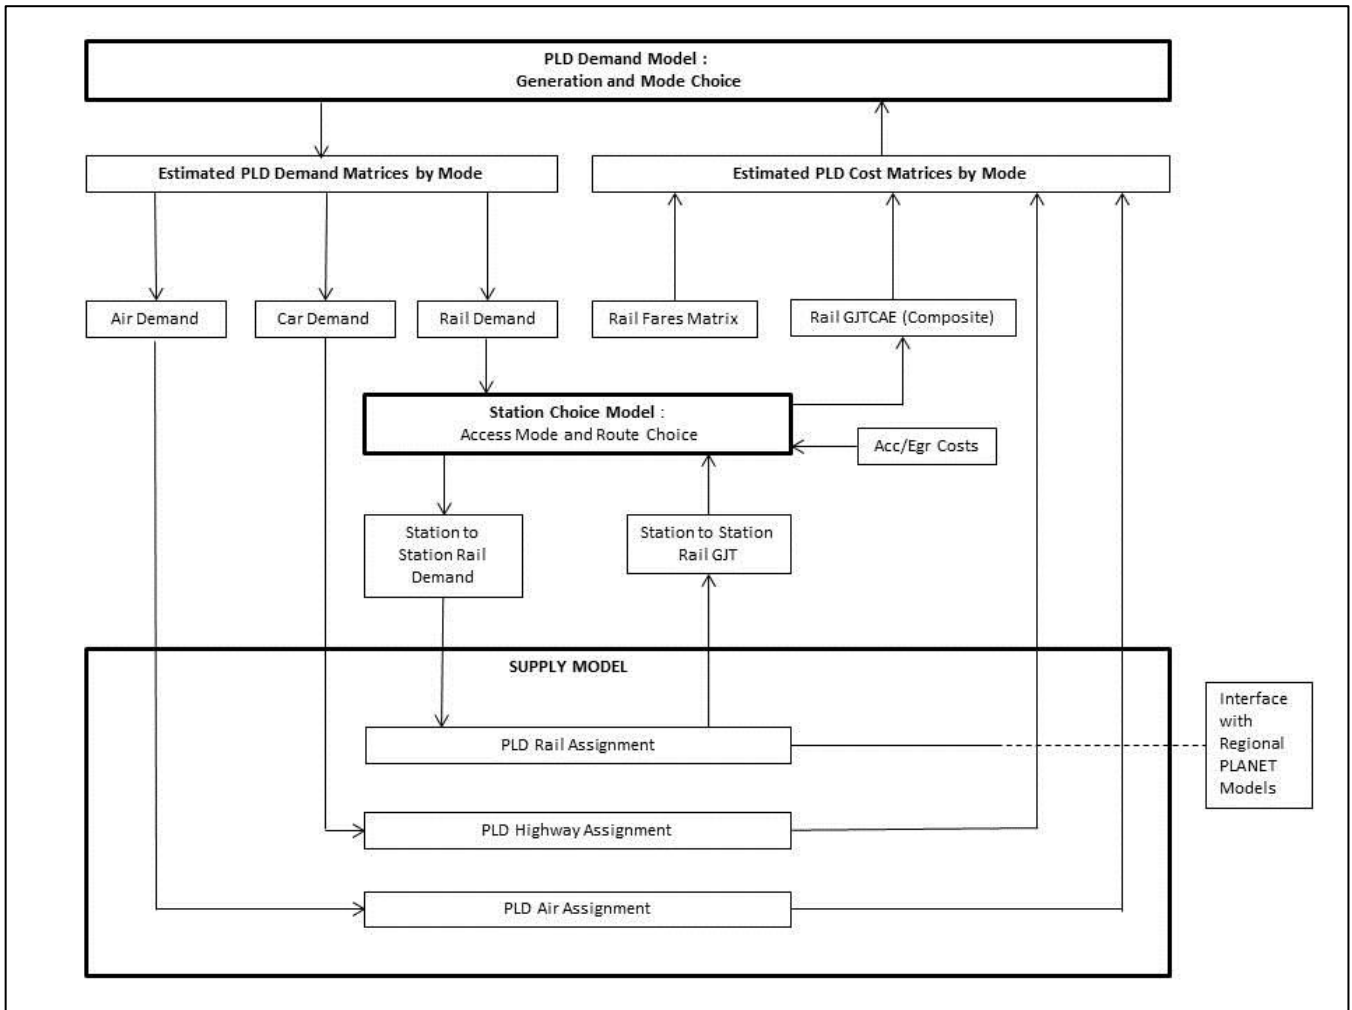 PLD Demand Model :
Generation and Mode Choice
Estimated PLD Demand Matrices by Mode
Estimated PLD Cost Matrices by Mode
Air Demand
Car Demand
Rail Demand
Rail Fares Matrix
Rail GJTCAE (Composite)
Station Choice Model :
Access Mode and Route Choice
Acc/Egr Costs
Station to
Station Rail
Demand
Station to Station
Rail GJT
SUPPLY MODEL
PLD Rail Assignment
Interface
with
Regional
PLANET
Models
PLD Highway Assignment
PLD Air Assignment